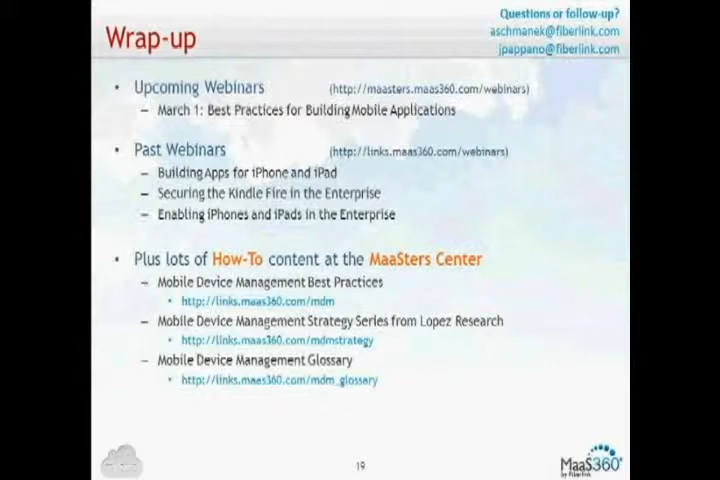 Questions or follow-up?
Wrap-up
aschmanek@fiberlink.com
jpappano@fiberlink.com
• Upcoming Webinars (http://maasters.maas360.com/webinars)
– March 1: Best Practices for Building Mobile Applications
• Past Webinars (http://links.maas360.com/webinars)
– Building Apps for iPhone and iPad
– Securing the Kindle Fire in the Enterprise
– Enabling iPhones and iPads in the Enterprise
• Plus lots of How-To content at the MaaSters Center
– Mobile Device Management Best Practices
• http://links.maas360.com/mdm
– Mobile Device Management Strategy Series from Lopez Research
• http://links.maas360.com/mdmstrategy
– Mobile Device Management Glossary
• http://links.maas360.com/mdm_glossary
19
MaaS360
by Fiberlink